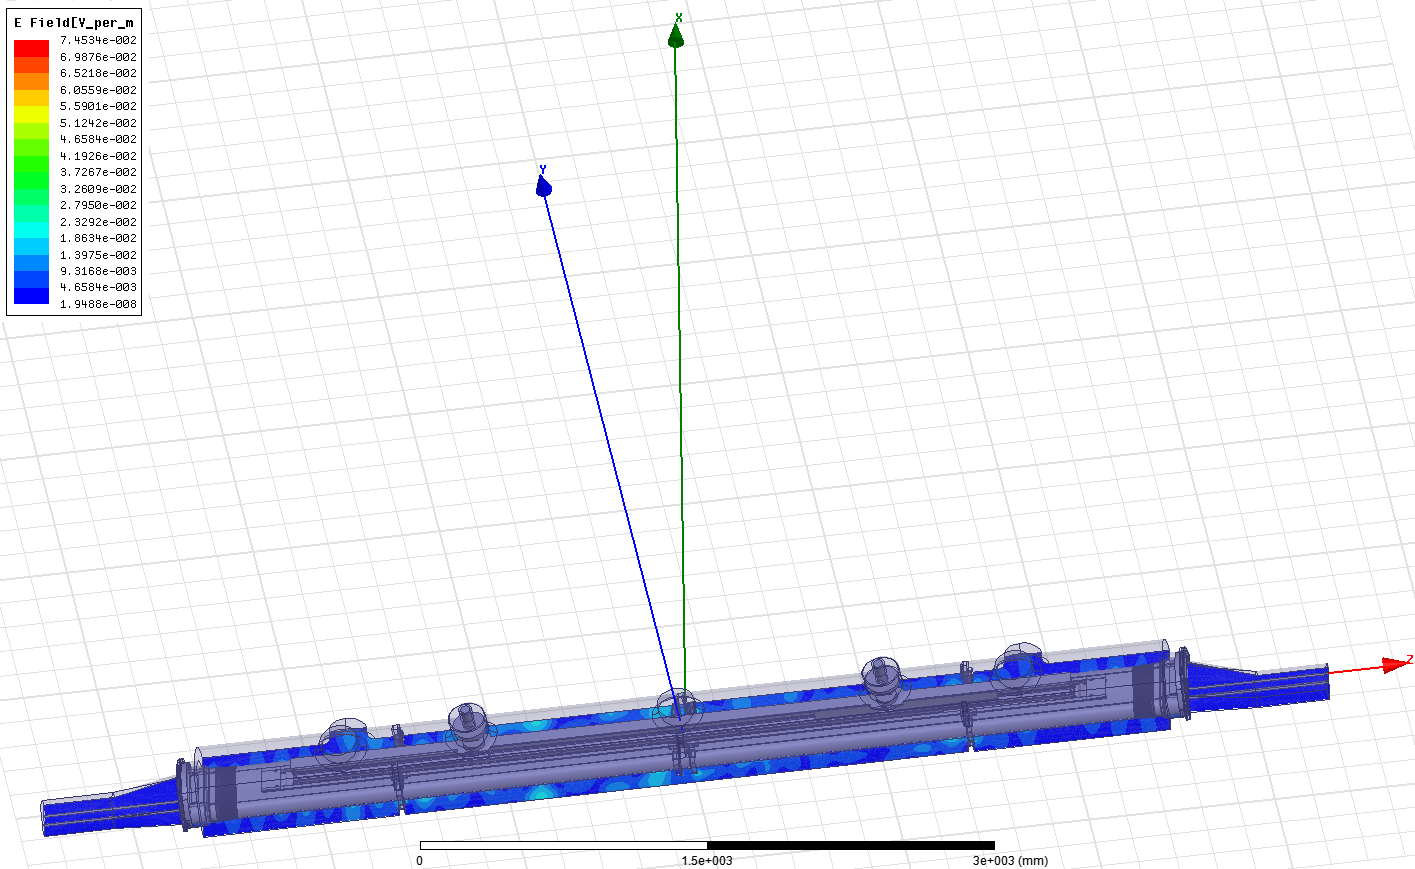 E Field[V_per_m
7.4534e-002
6.9876e-002
6.5218e-002
6.0559e-002
5.5901e-002
5.1242e-002
4.6584e-002
4.1926e-002
3.7267e-002
3.2609e-002
2.7950e-002
2.3292e-002
1.8634e-002
1.3975e-002
9.3168e-003
4.6584e-003
1.9488e-008
X
Y
Z
0 1.5e+003 3e+003 (mm)